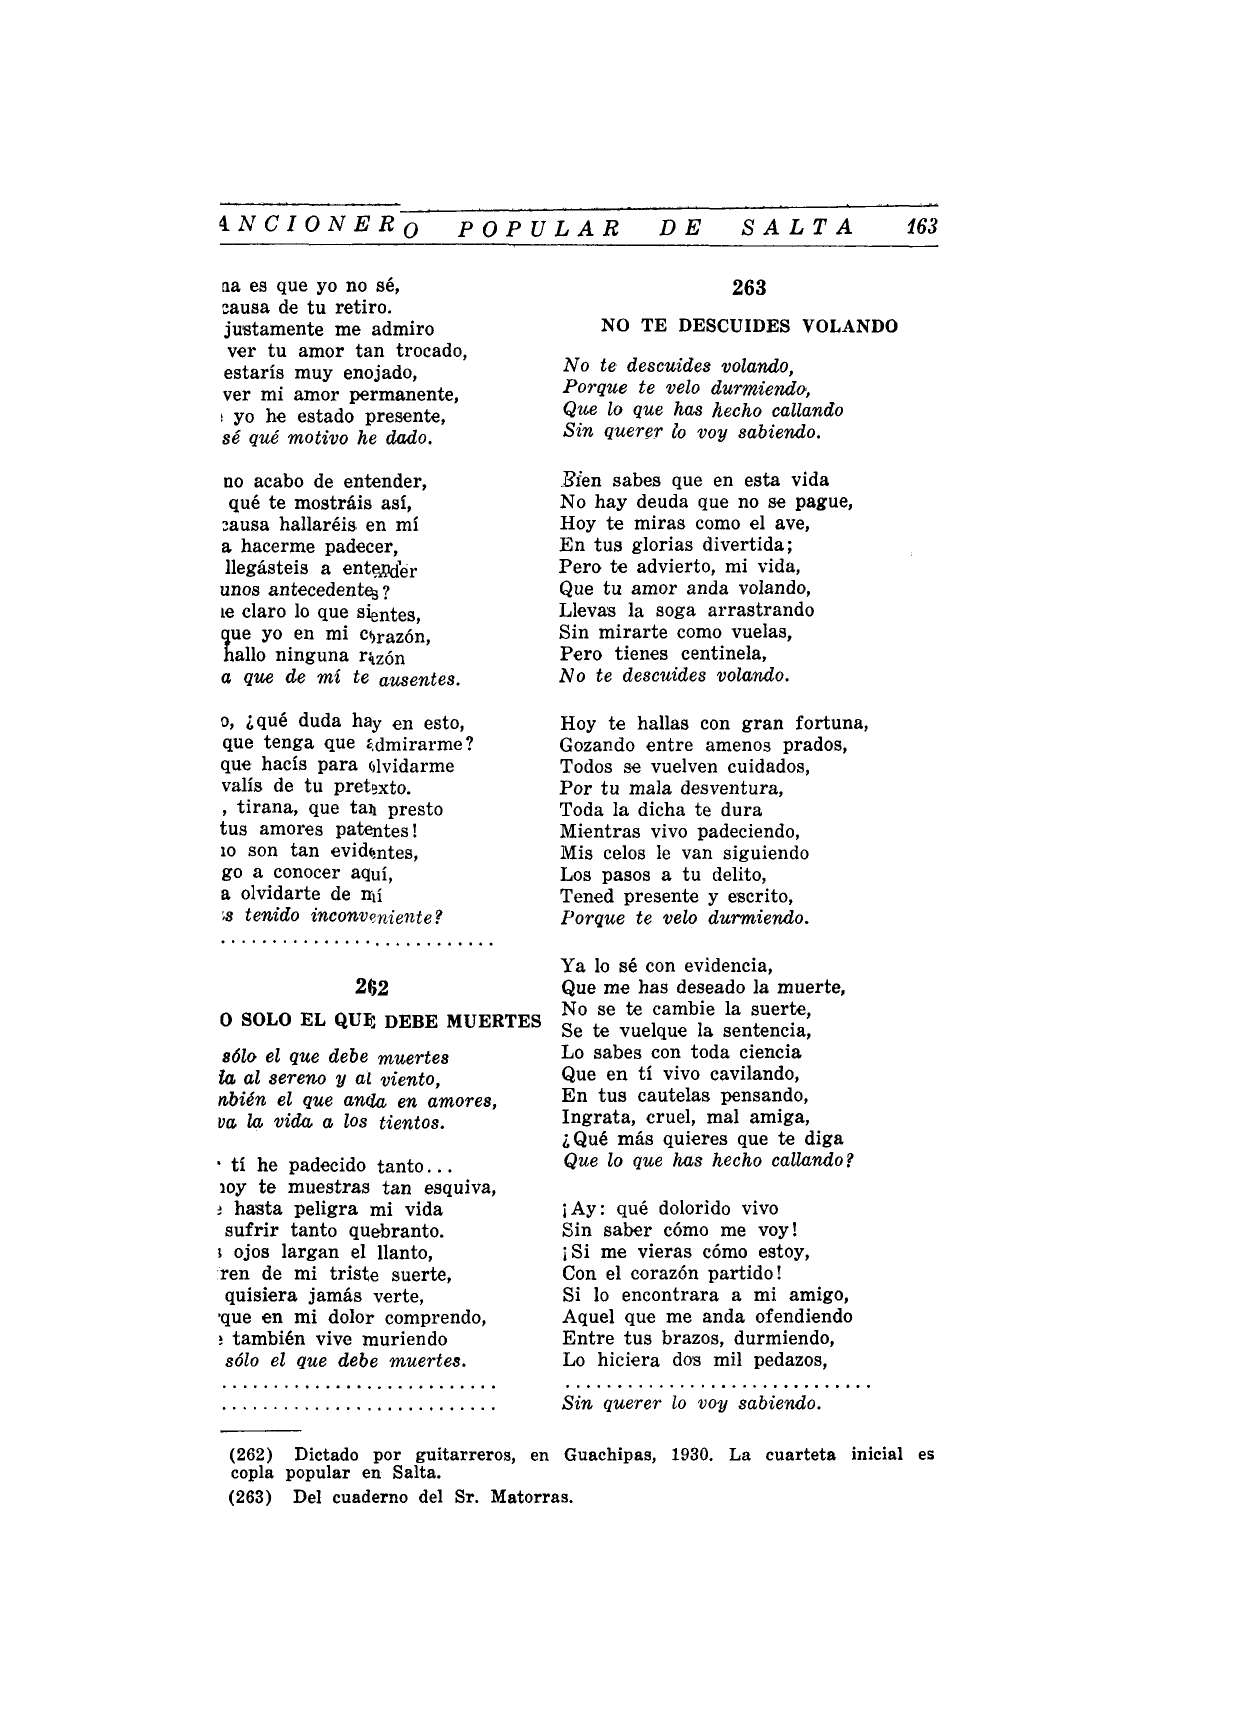 ANCIONERO POPULAR DE SALTA 163
es que yo no sé,
causa de tu retiro.
justamente me admiro
ver tu amor tan trocado,
estarís muy enojado,
ver mi amor permanente,
yo he estado presente,
sé qué motivo he dado.
no acabo de entender,
qué te mostráis así,
causa hallaréis en mí
a hacerme padecer,
llegásteis a entender
unos antecedentes?
claro lo que sientes,
que yo en mi corazón,
hallo ninguna razón
a que de mí te ausentes.
o, ¿qué duda hay en esto,
que tenga que admirarme?
que hacís para olvidarme
valís de tu pretexto.
, tirana, que tan presto
tus amores patentes!
no son tan evidentes,
go a conocer aquí,
a olvidarte de mí
s tenido inconveniente?
...........................
262
O SOLO EL QUE DEBE MUERTES
sólo el que debe muertes
la al sereno y al viento,
mbién el que anda en amores,
va la vida a los tientos.
tí he padecido tanto...
hoy te muestras tan esquiva,
hasta peligra mi vida
sufrir tanto quebranto.
s ojos largan el llanto,
ren de mi triste suerte,
quisiera jamás verte,
que en mi dolor comprendo,
también vive muriendo
sólo el que debe muertes.
...........................
...........................
263
NO TE DESCUIDES VOLANDO
No te descuides volando,
Porque te velo durmiendo,
Que lo que has hecho callando
Sin querer lo voy sabiendo.
Bien sabes que en esta vida
No hay deuda que no se pague,
Hoy te miras como el ave,
En tus glorias divertida;
Pero te advierto, mi vida,
Que tu amor anda volando,
Llevas la soga arrastrando
Sin mirarte como vuelas,
Pero tienes centinela,
No te descuides volando.
Hoy te hallas con gran fortuna,
Gozando entre amenos prados,
Todos se vuelven cuidados,
Por tu mala desventura,
Toda la dicha te dura
Mientras vivo padeciendo,
Mis celos le van siguiendo
Los pasos a tu delito,
Tened presente y escrito,
Porque te velo durmiendo.
Ya lo sé con evidencia,
Que me has deseado la muerte,
No se te cambie la suerte,
Se te vuelque la sentencia,
Lo sabes con toda ciencia
Que en tí vivo cavilando,
En tus cautelas pensando,
Ingrata, cruel, mal amiga,
¿Qué más quieres que te diga
Que lo que has hecho callando?
¡Ay: qué dolorido vivo
Sin saber cómo me voy!
¡Si me vieras cómo estoy,
Con el corazón partido!
Si lo encontrara a mi amigo,
Aquel que me anda ofendiendo
Entre tus brazos, durmiendo,
Lo hiciera dos mil pedazos,
..............................
Sin querer lo voy sabiendo.
(262) Dictado por guitarreros, en Guachipas, 1930. La cuarteta inicial es
copla popular en Salta.
(263) Del cuaderno del Sr. Matorras.